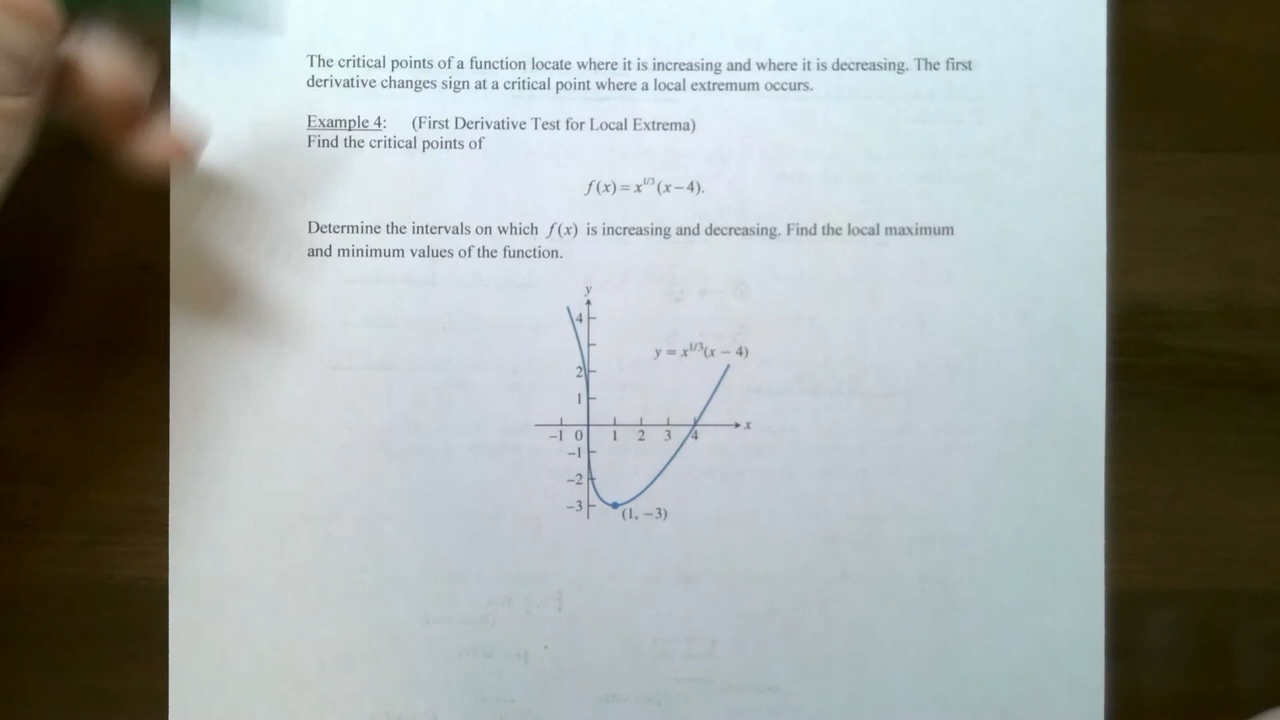 The critical points of a function locate where it is increasing and where it is decreasing. The first
derivative changes sign at a critical point where a local extremum occurs.
Example 4: (First Derivative Test for Local Extrema)
Find the critical points of
f(x) = x^{1/3}(x−4).
Determine the intervals on which f(x) is increasing and decreasing. Find the local maximum
and minimum values of the function.
y
4
y = x^{1/3}(x − 4)
2
1
x
−1 0 1 2 3 4
−1
−2
−3
(1, −3)